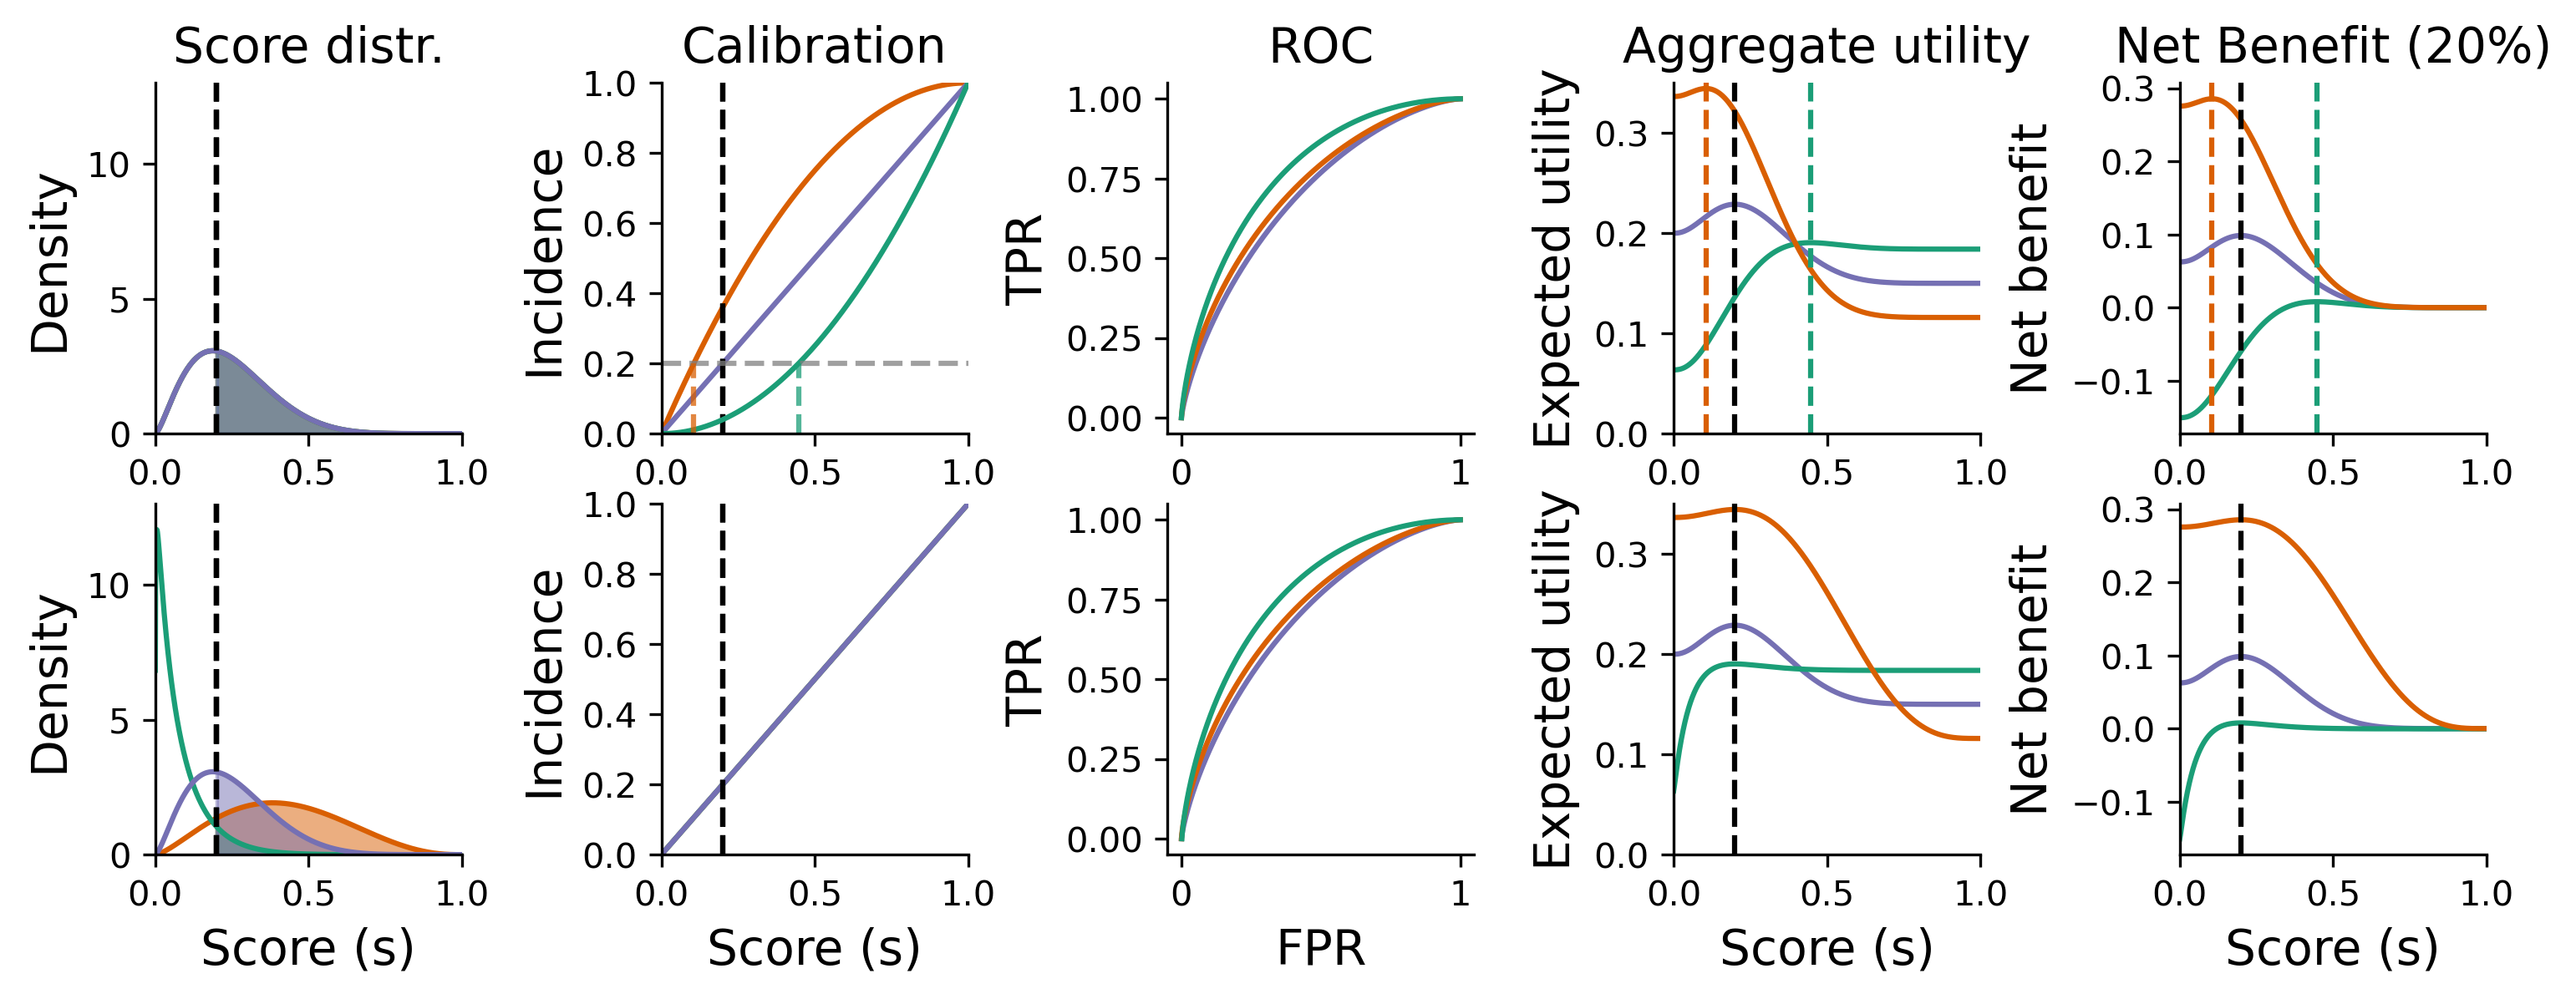 Score distr.
Calibration
ROC
Aggregate utility
Net Benefit (20%)
Density
10
5
0
0.0 0.5 1.0
Incidence
1.0
0.8
0.6
0.4
0.2
0.0
0.0 0.5 1.0
TPR
1.00
0.75
0.50
0.25
0.00
0 1
Expected utility
0.3
0.2
0.1
0.0
0.0 0.5 1.0
Net benefit
0.3
0.2
0.1
0.0
−0.1
0.0 0.5 1.0
Density
10
5
0
0.0 0.5 1.0
Score (s)
Incidence
1.0
0.8
0.6
0.4
0.2
0.0
0.0 0.5 1.0
Score (s)
TPR
1.00
0.75
0.50
0.25
0.00
0 1
FPR
Expected utility
0.3
0.2
0.1
0.0
0.0 0.5 1.0
Score (s)
Net benefit
0.3
0.2
0.1
0.0
−0.1
0.0 0.5 1.0
Score (s)